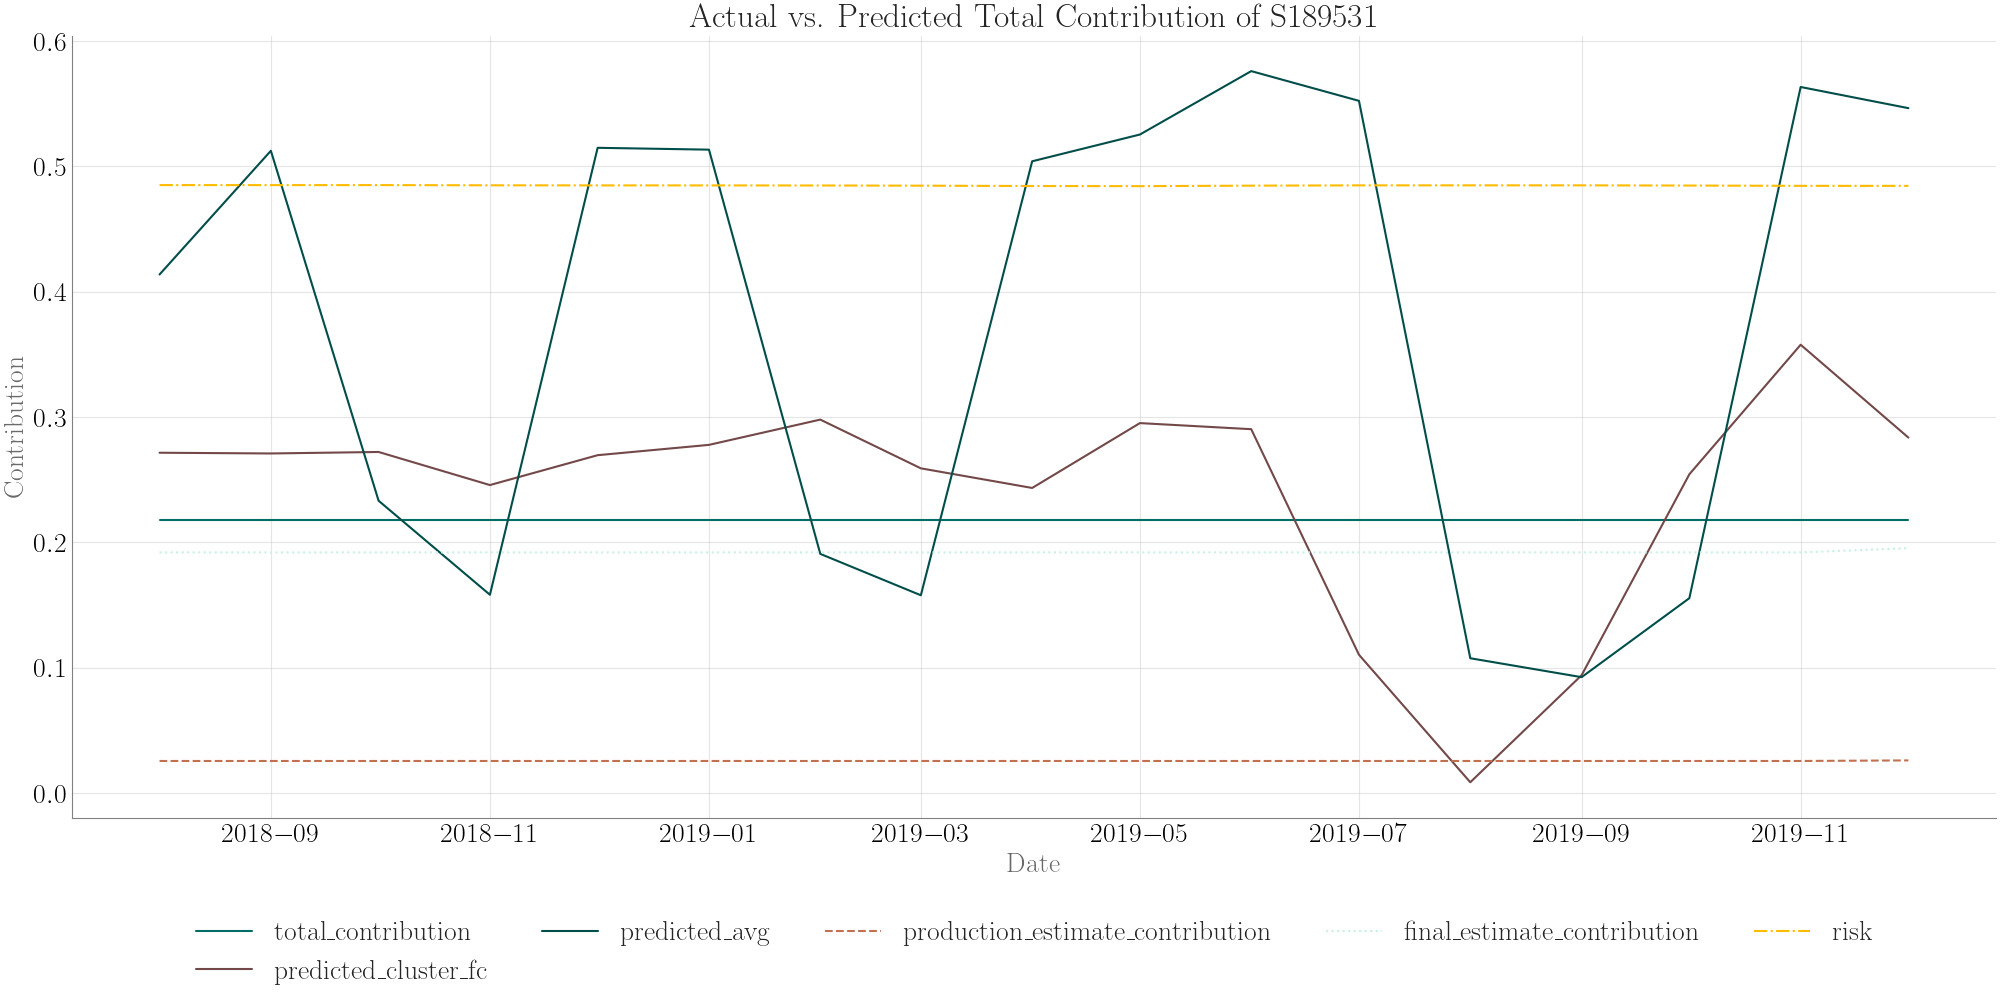 Actual vs. Predicted Total Contribution of S189531
0.6
0.5
0.4
0.3
0.2
0.1
0.0
Contribution
2018–09 2018–11 2019–01 2019–03 2019–05 2019–07 2019–09 2019–11
Date
total_contribution predicted_avg production_estimate_contribution final_estimate_contribution risk
predicted_cluster_fc